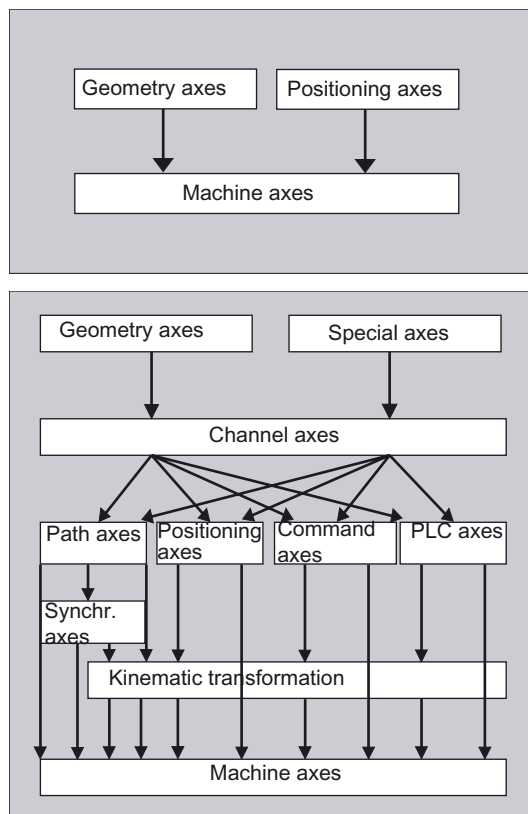 Geometry axes
Positioning axes
Machine axes
Geometry axes
Special axes
Channel axes
Path axes
Positioning
axes
Command
axes
PLC axes
Synchr.
axes
Kinematic transformation
Machine axes